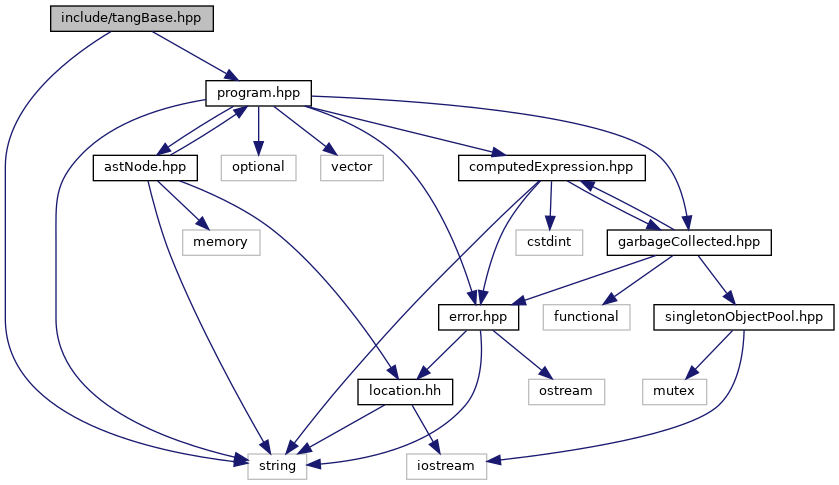 include/tangBase.hpp
program.hpp
astNode.hpp
optional
vector
computedExpression.hpp
memory
cstdint
garbageCollected.hpp
error.hpp
functional
singletonObjectPool.hpp
location.hh
ostream
mutex
string
iostream